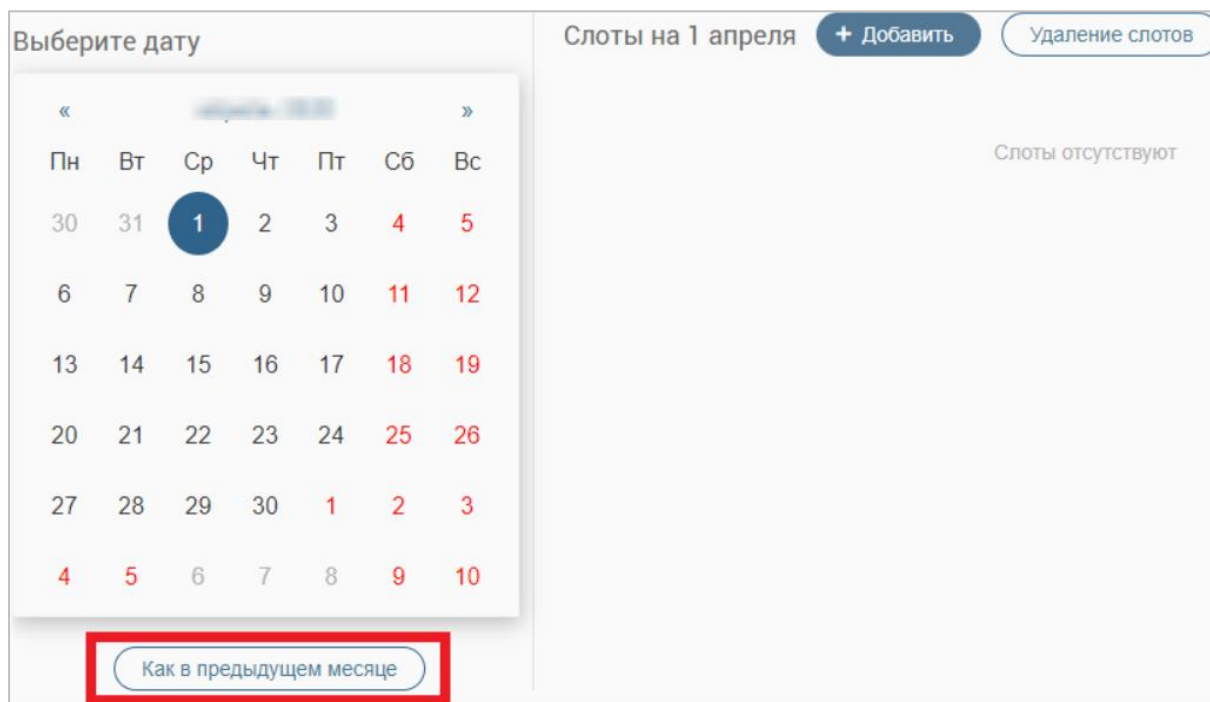 Выберите дату
« »
Пн Вт Ср Чт Пт Сб Вс
30 31 1 2 3 4 5
6 7 8 9 10 11 12
13 14 15 16 17 18 19
20 21 22 23 24 25 26
27 28 29 30 1 2 3
4 5 6 7 8 9 10
Как в предыдущем месяце
Слоты на 1 апреля + Добавить Удаление слотов
Слоты отсутствуют